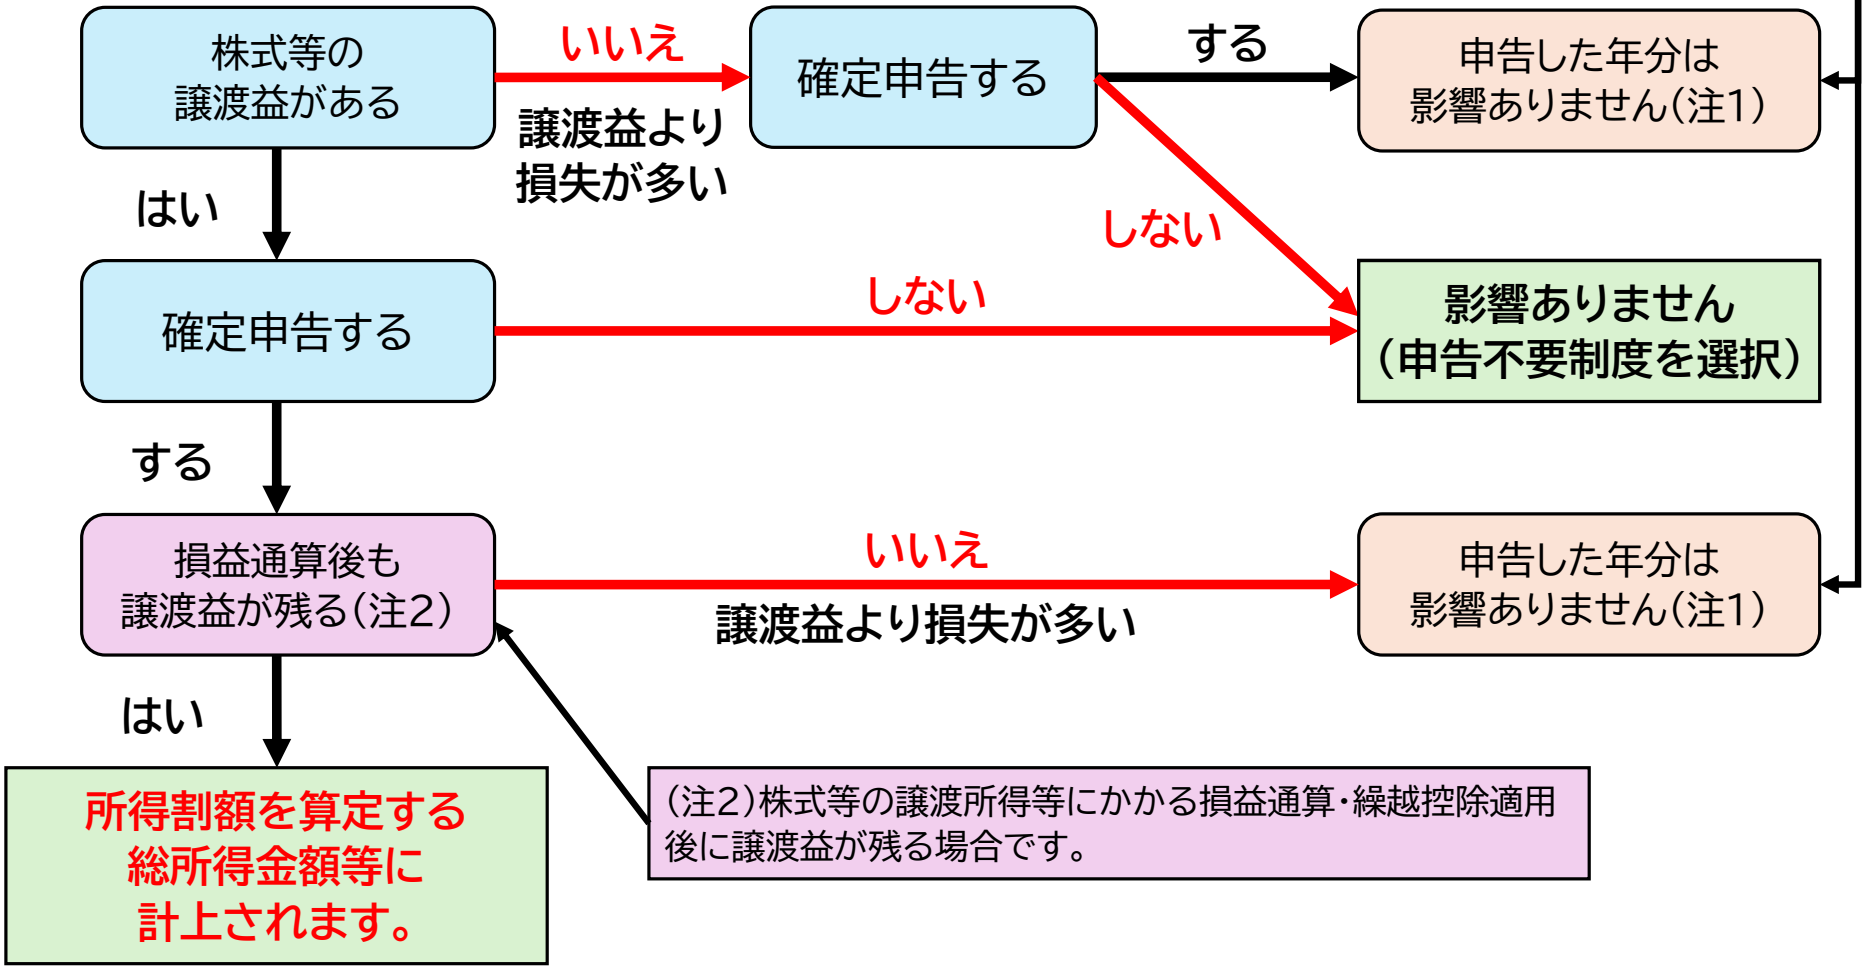 株式等の
譲渡益がある
いいえ
譲渡益より
損失が多い
確定申告する
する
申告した年分は
影響ありません(注1)
はい
しない
確定申告する
しない
影響ありません
(申告不要制度を選択)
する
損益通算後も
譲渡益が残る(注2)
いいえ
譲渡益より損失が多い
申告した年分は
影響ありません(注1)
はい
所得割額を算定する
総所得金額等に
計上されます。
(注2)株式等の譲渡所得等にかかる損益通算・繰越控除適用
後に譲渡益が残る場合です。